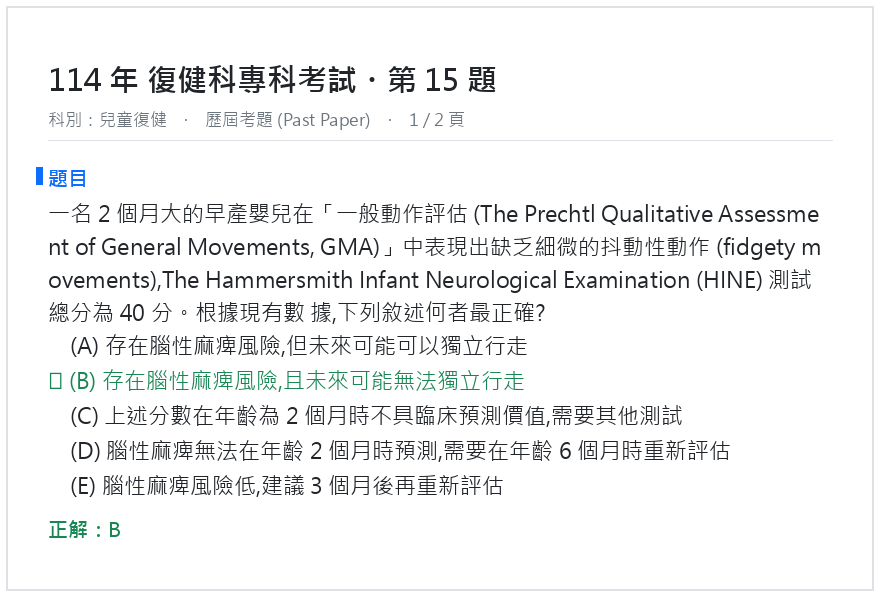 114 年 復健科專科考試・第 15 題
科別：兒童復健 · 歷屆考題 (Past Paper) · 1 / 2 頁
題目
一名 2 個月大的早產嬰兒在「一般動作評估 (The Prechtl Qualitative Assessme
nt of General Movements, GMA)」中表現出缺乏細微的抖動性動作 (fidgety m
ovements),The Hammersmith Infant Neurological Examination (HINE) 測試
總分為 40 分。根據現有數 據,下列敘述何者最正確?
(A) 存在腦性麻痺風險,但未來可能可以獨立行走
(B) 存在腦性麻痺風險,且未來可能無法獨立行走
(C) 上述分數在年齡為 2 個月時不具臨床預測價值,需要其他測試
(D) 腦性麻痺無法在年齡 2 個月時預測,需要在年齡 6 個月時重新評估
(E) 腦性麻痺風險低,建議 3 個月後再重新評估
正解：B